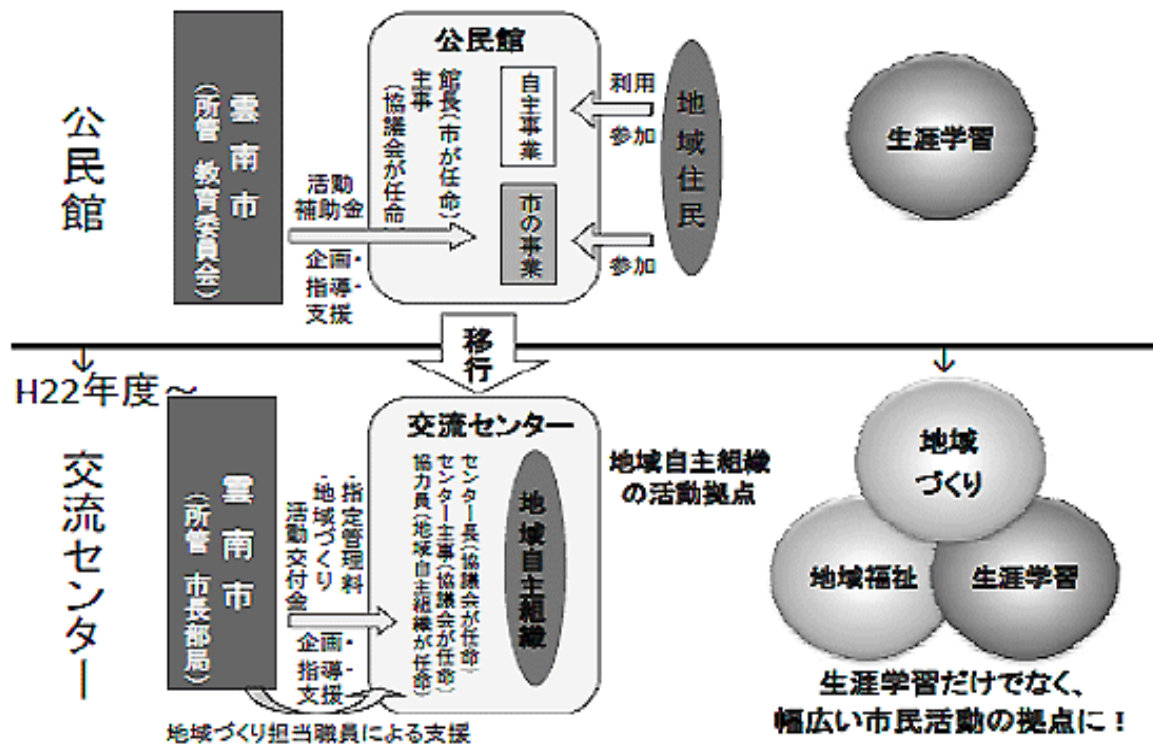 公民館
雲南市
（所管　教育委員会）
活動
補助金
企画・
指導・
支援
公民館
館長（市が任命）
主事
（協議会が任命）
自主事業
市の事業
利用
参加
参加
地域住民
生涯学習
移行
H22年度～
交流センター
雲南市
（所管　市長部局）
・指定管理料
・地域づくり
活動交付金
企画・
指導・
支援
地域づくり担当職員による支援
交流センター
センター長（協議会が任命）
センター主事（協議会が任命）
協力員（地域自主組織が任命）
地域自主組織
地域自主組織
の活動拠点
地域
づくり
地域福祉
生涯学習
生涯学習だけでなく、
幅広い市民活動の拠点に！